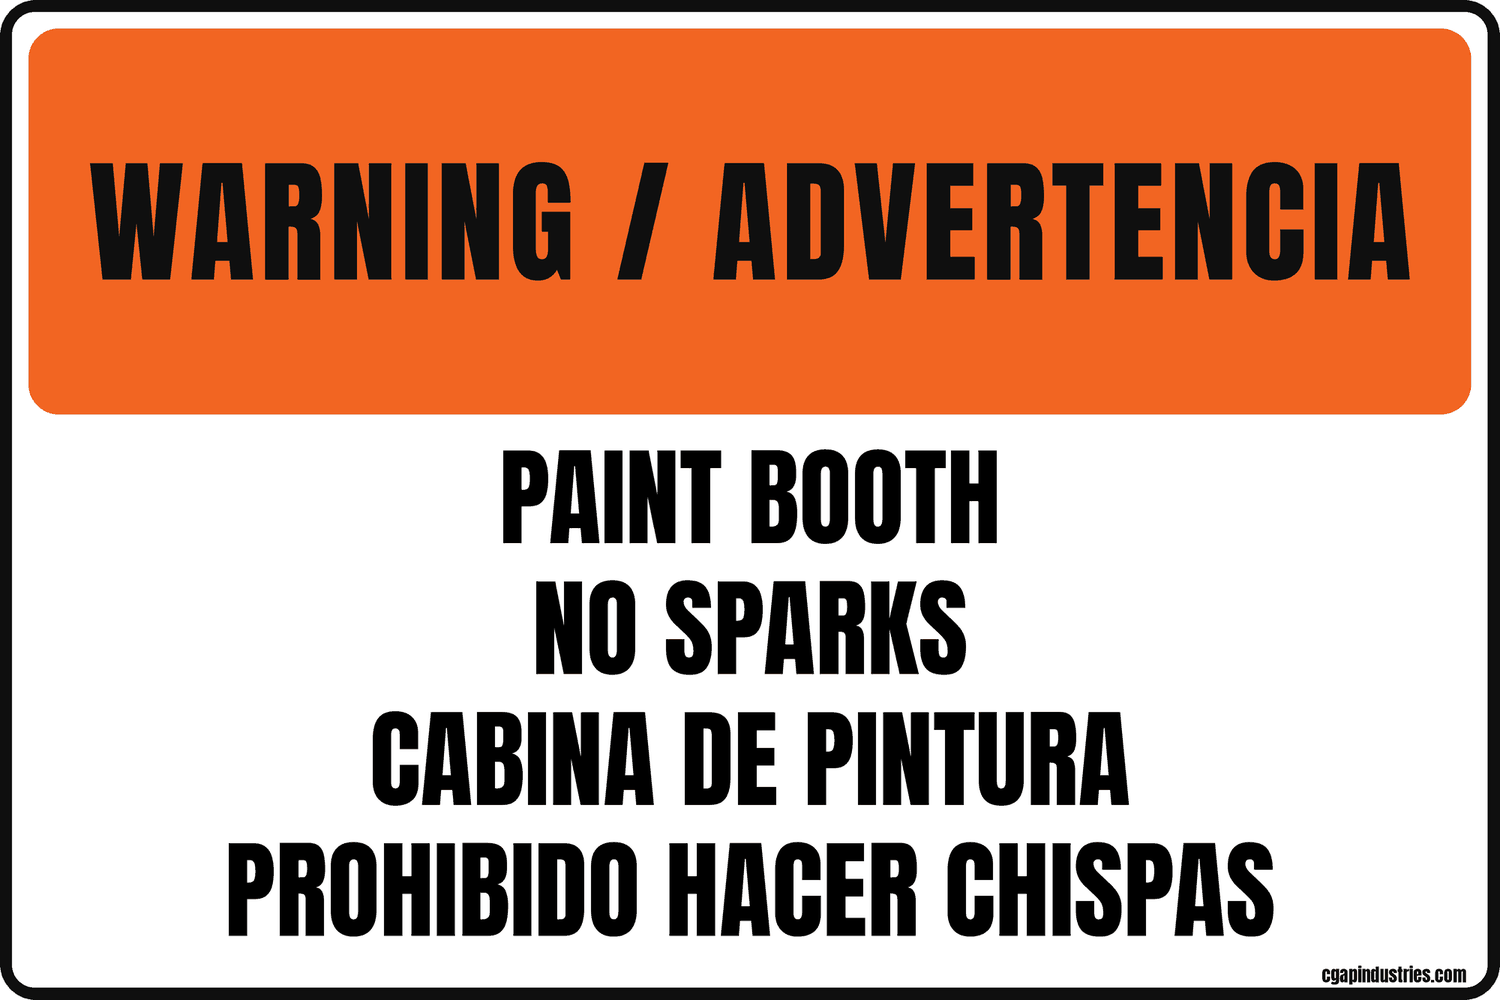 WARNING / ADVERTENCIA
PAINT BOOTH
NO SPARKS
CABINA DE PINTURA
PROHIBIDO HACER CHISPAS
cgapindustries.com